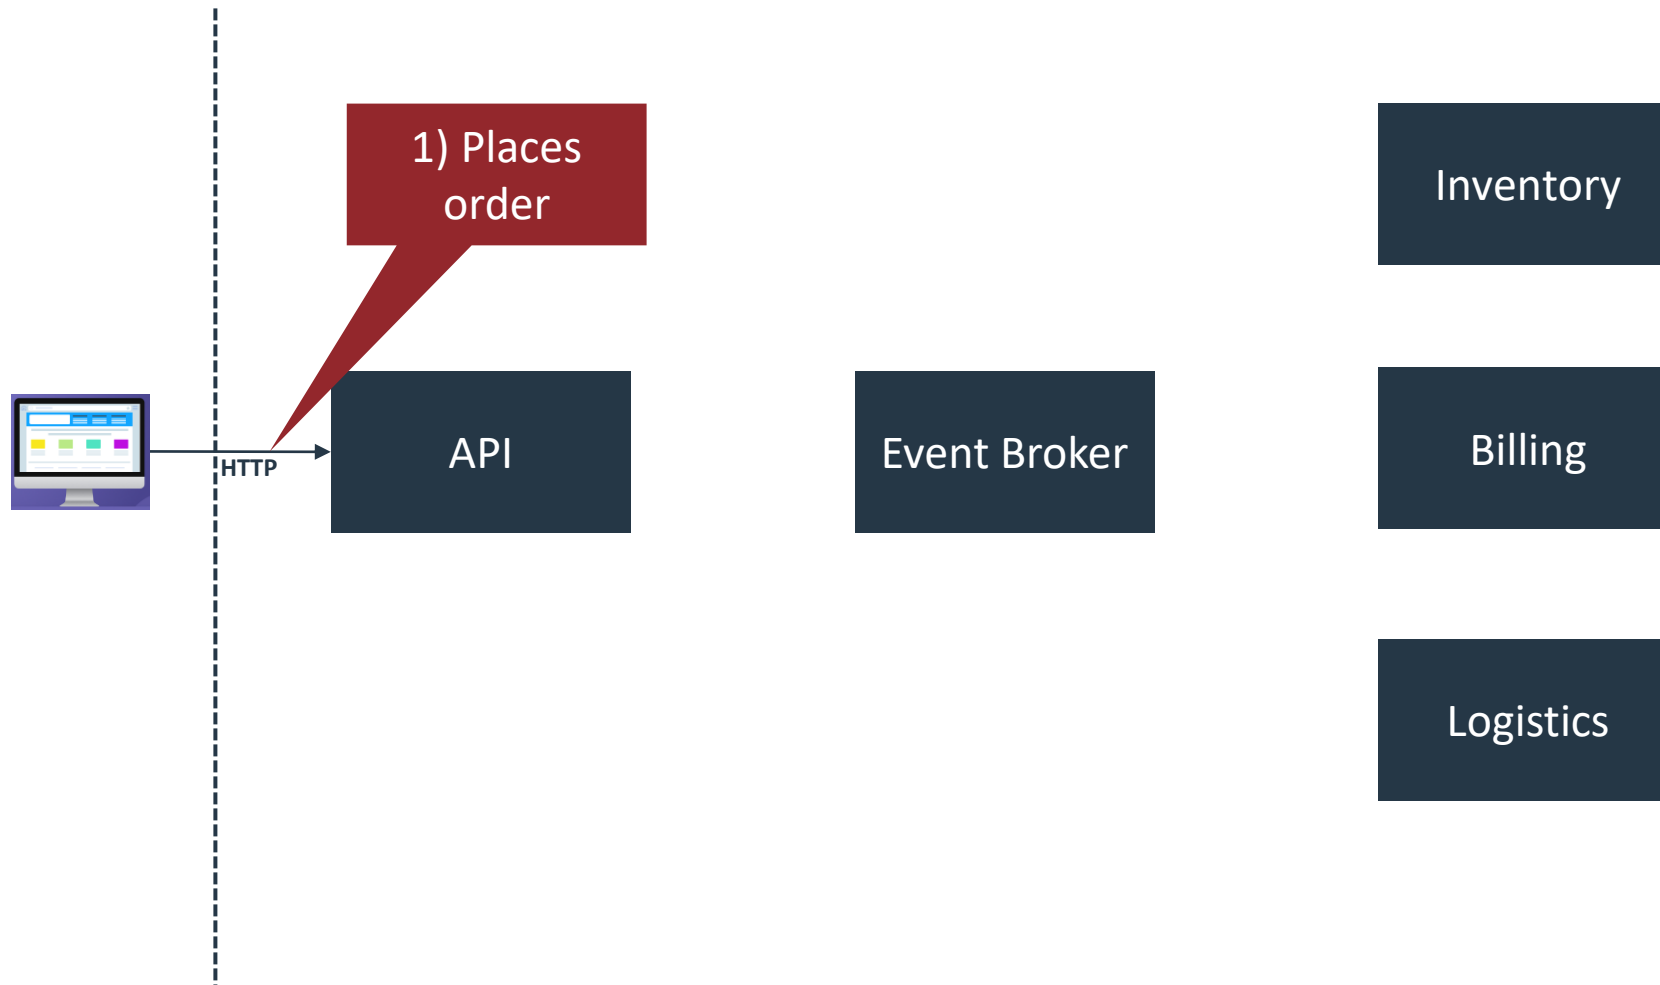 1) Places
order
Inventory
HTTP
API
Event Broker
Billing
Logistics